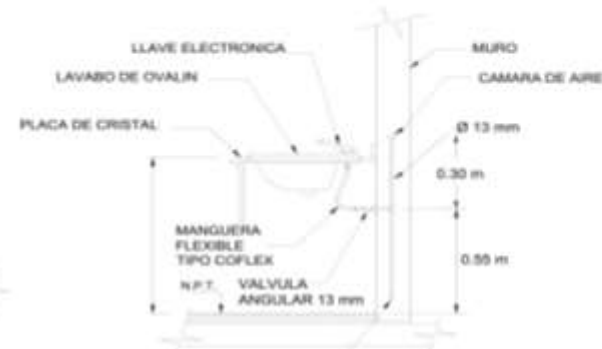 LLAVE ELECTRONICA
MURO
LAVABO DE OVALIN
CAMARA DE AIRE
PLACA DE CRISTAL
Ø 13 mm
0.30 m
MANGUERA
FLEXIBLE
TIPO COFLEX
0.55 m
N.P.T.
VALVULA
ANGULAR 13 mm